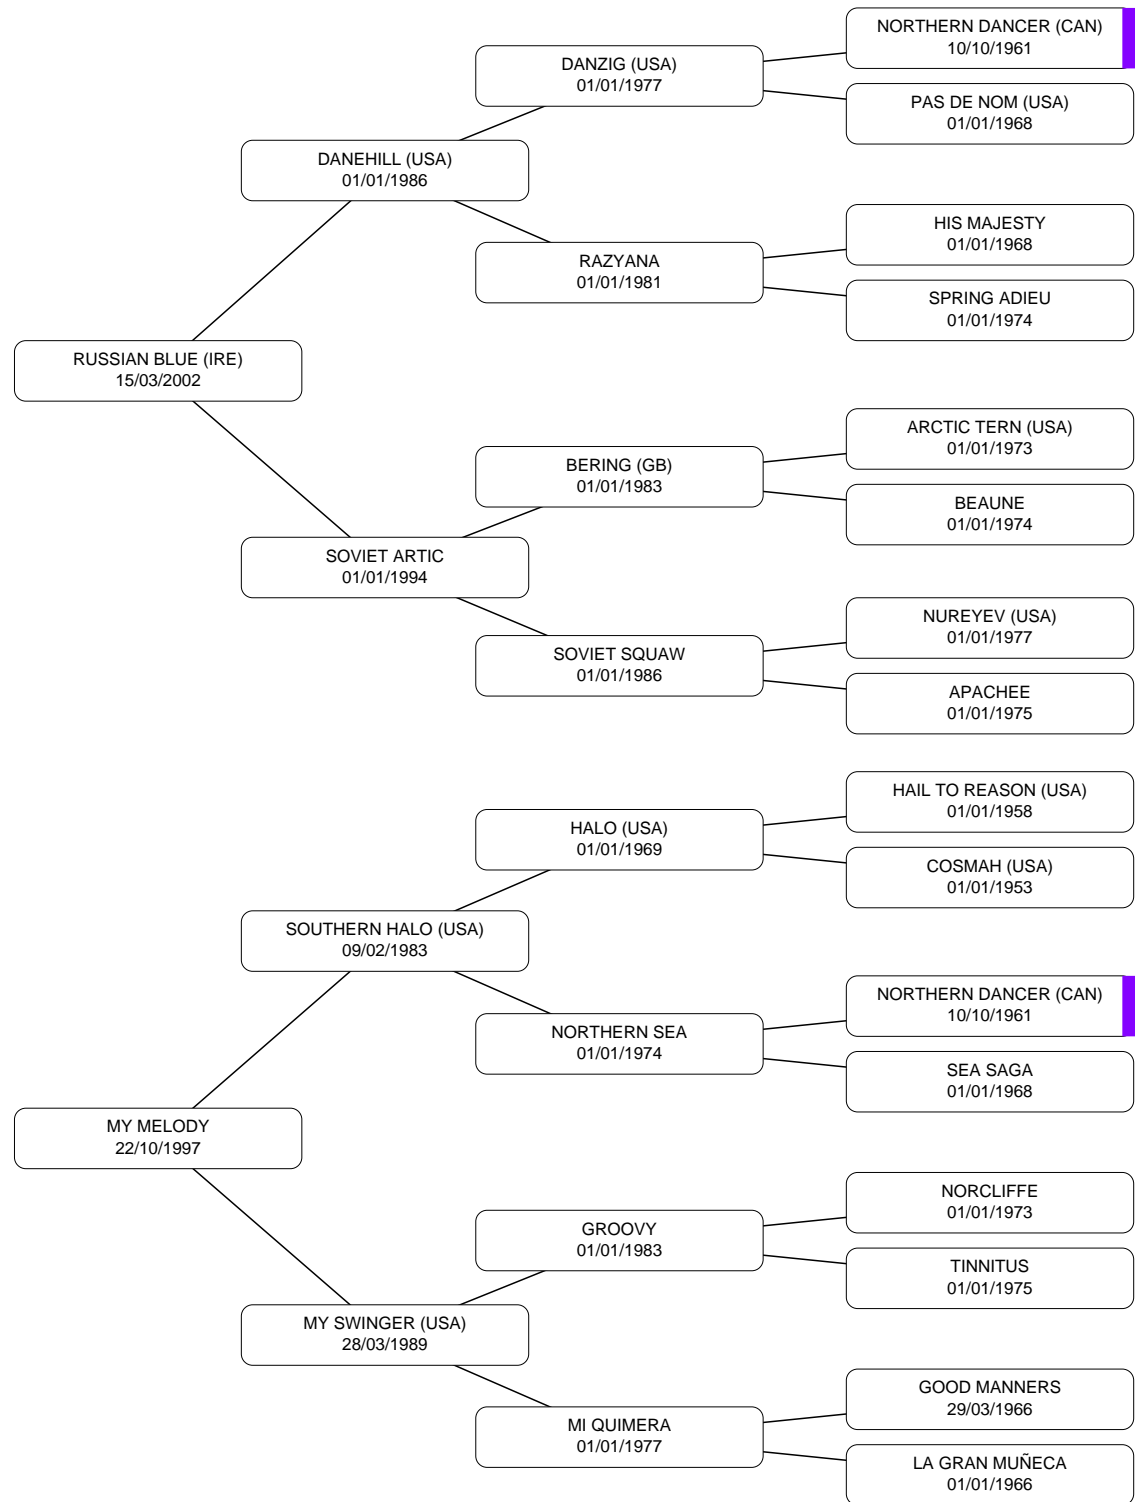 NORTHERN DANCER (CAN)
10/10/1961
DANZIG (USA)
01/01/1977
PAS DE NOM (USA)
01/01/1968
DANEHILL (USA)
01/01/1986
HIS MAJESTY
01/01/1968
RAZYANA
01/01/1981
SPRING ADIEU
01/01/1974
RUSSIAN BLUE (IRE)
15/03/2002
ARCTIC TERN (USA)
01/01/1973
BERING (GB)
01/01/1983
BEAUNE
01/01/1974
SOVIET ARTIC
01/01/1994
NUREYEV (USA)
01/01/1977
SOVIET SQUAW
01/01/1986
APACHEE
01/01/1975
HAIL TO REASON (USA)
01/01/1958
HALO (USA)
01/01/1969
COSMAH (USA)
01/01/1953
SOUTHERN HALO (USA)
09/02/1983
NORTHERN DANCER (CAN)
10/10/1961
NORTHERN SEA
01/01/1974
SEA SAGA
01/01/1968
MY MELODY
22/10/1997
NORCLIFFE
01/01/1973
GROOVY
01/01/1983
TINNITUS
01/01/1975
MY SWINGER (USA)
28/03/1989
GOOD MANNERS
29/03/1966
MI QUIMERA
01/01/1977
LA GRAN MUÑECA
01/01/1966